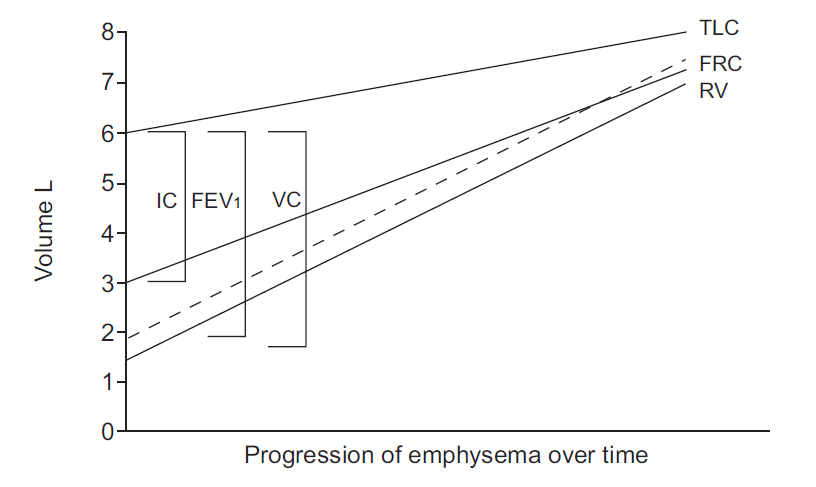 8
TLC
7
FRC
RV
6
5
IC
FEV1
VC
4
3
2
1
0
Volume L
Progression of emphysema over time